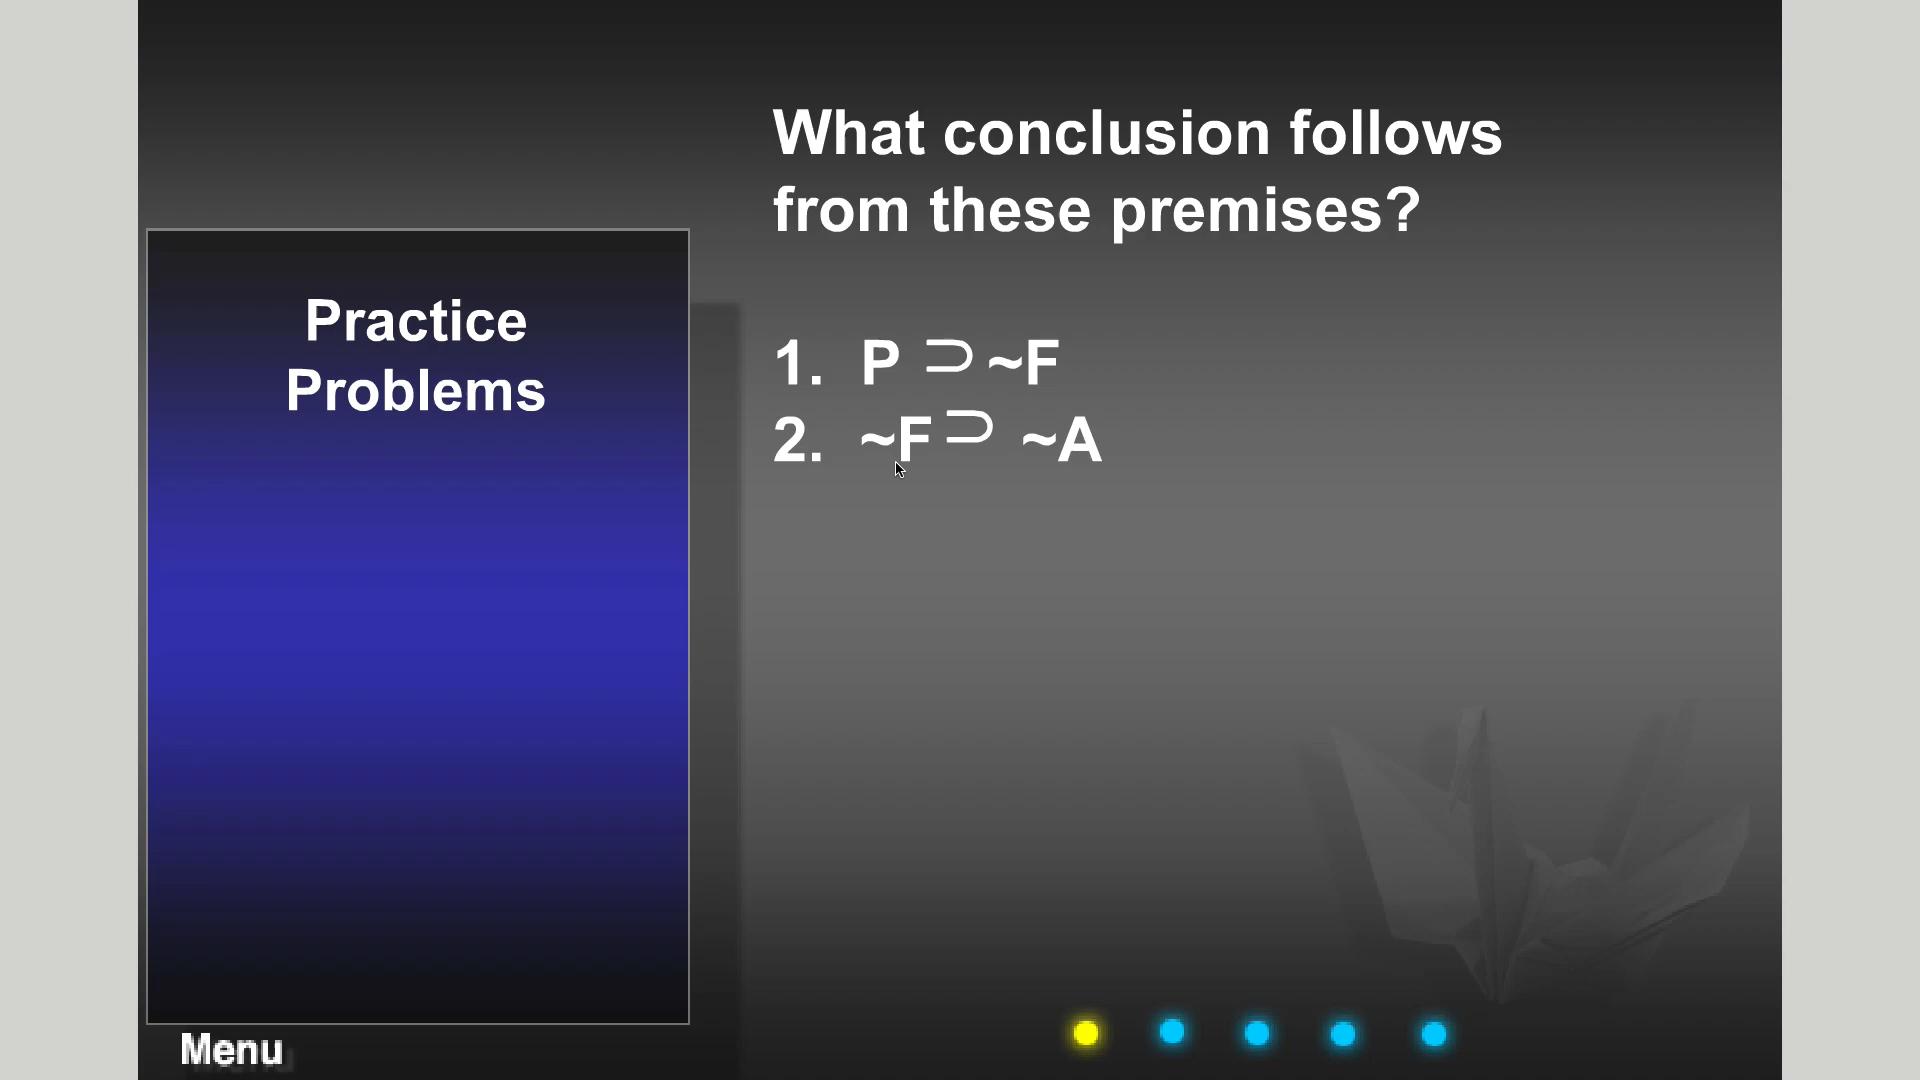 What conclusion follows
from these premises?
Practice
Problems
1. P ⊃ ~F
2. ~F ⊃ ~A
Menu